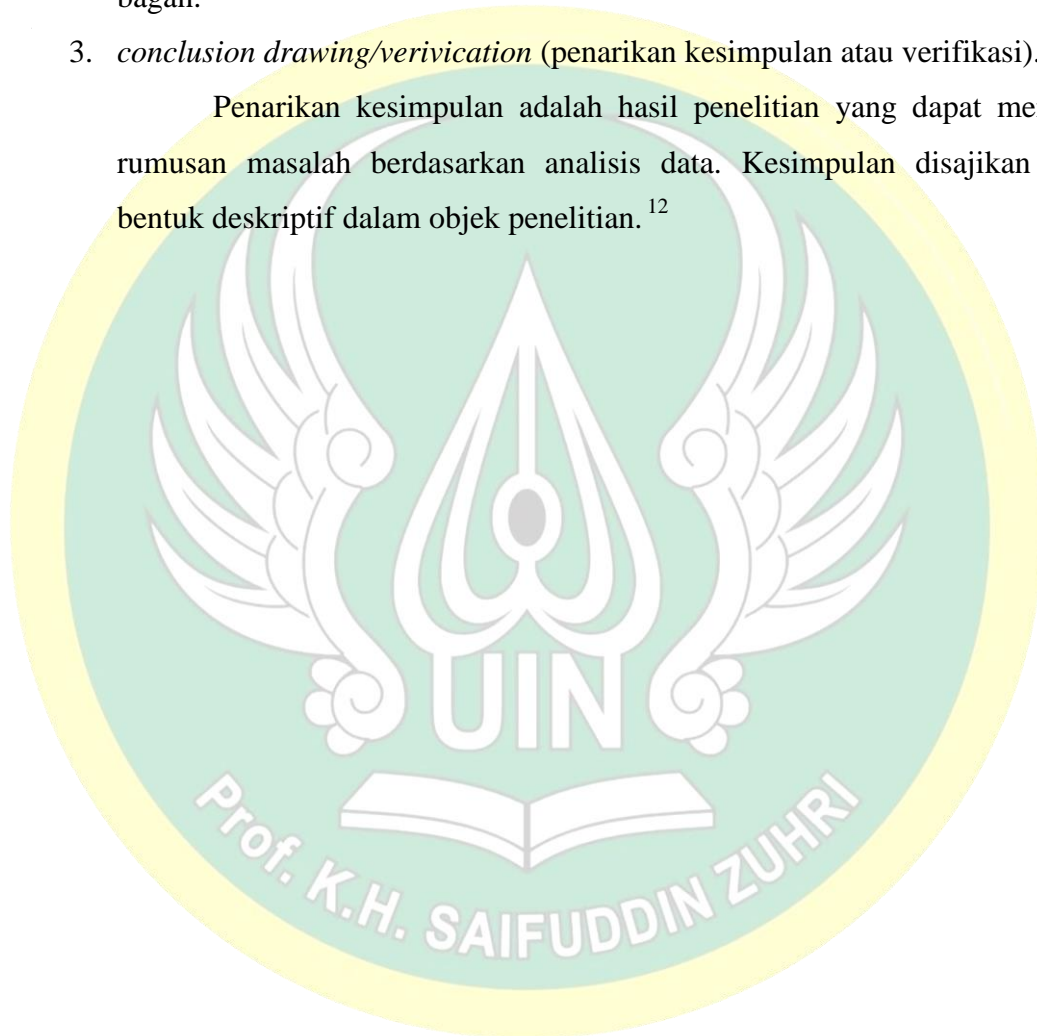 bagan.
3. conclusion drawing/verivication (penarikan kesimpulan atau verifikasi).
Penarikan kesimpulan adalah hasil penelitian yang dapat
rumusan masalah berdasarkan analisis data. Kesimpulan disajikan
bentuk deskriptif dalam objek penelitian. 12
UIN
Prof. K.H. SAIFUDDIN ZUHRI